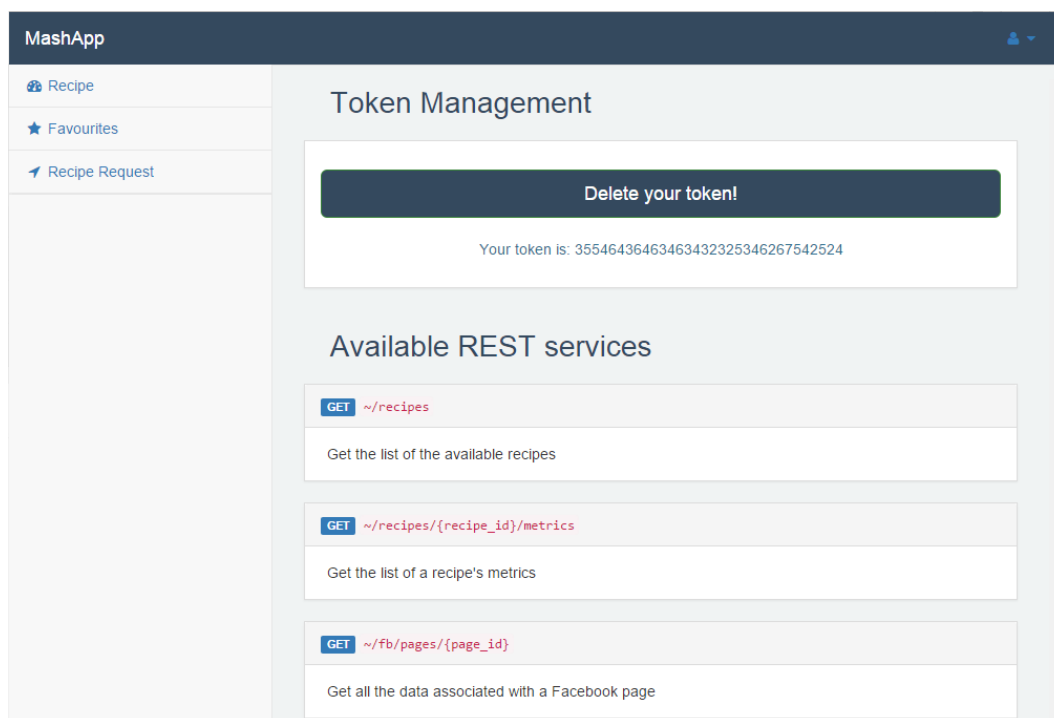 MashApp
Recipe
Favourites
Recipe Request
Token Management
Delete your token!
Your token is: 35546436463463432325346267542524
Available REST services
GET ~/recipes
Get the list of the available recipes
GET ~/recipes/{recipe_id}/metrics
Get the list of a recipe's metrics
GET ~/fb/pages/{page_id}
Get all the data associated with a Facebook page